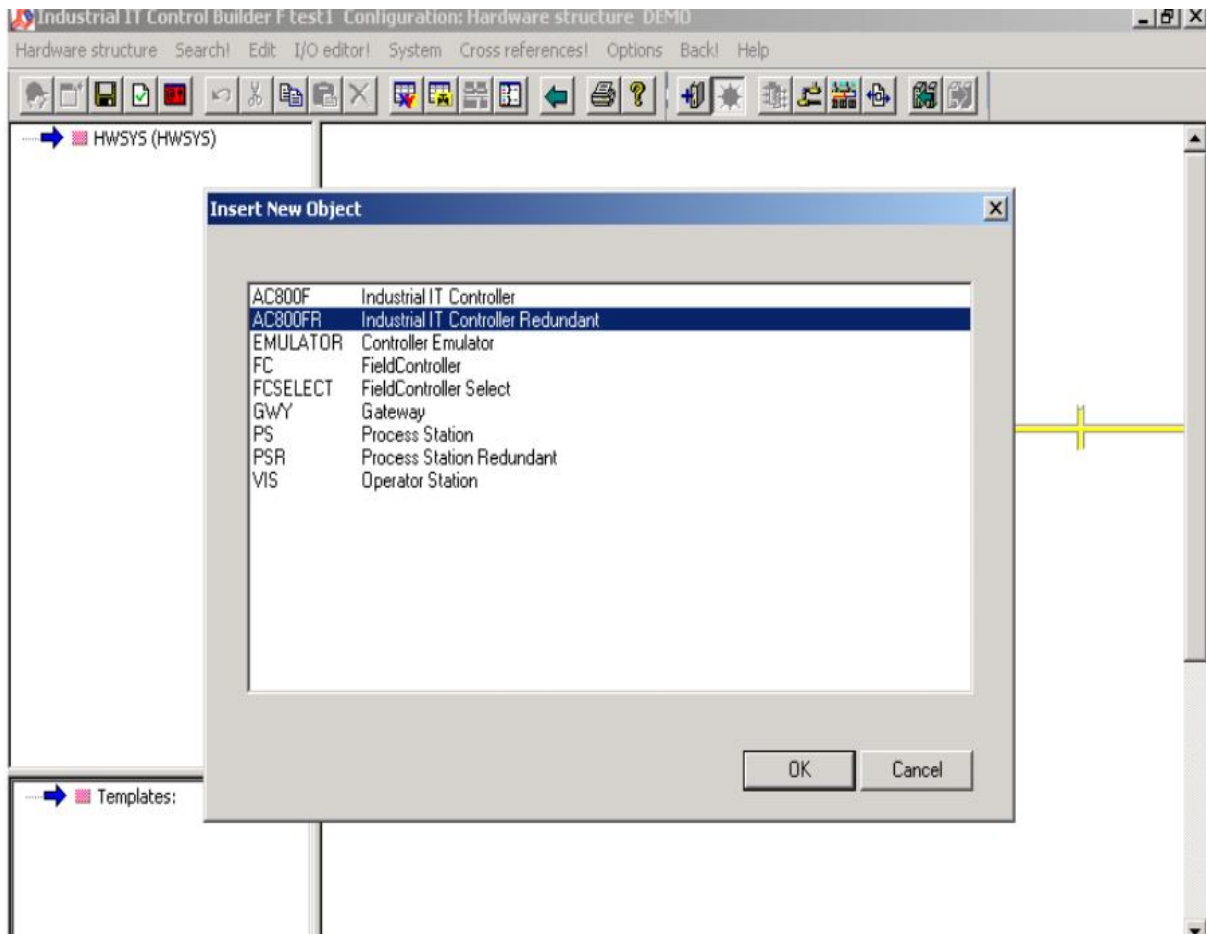 Industrial IT Control Builder F test1 Configuration: Hardware structure DEMO
Hardware structure Search! Edit I/O editor! System Cross references! Options Back! Help
HWSYS (HWSYS)
Insert New Object
AC800F Industrial IT Controller
AC800FR Industrial IT Controller Redundant
EMULATOR Controller Emulator
FC FieldController
FCSELECT FieldController Select
GWY Gateway
PS Process Station
PSR Process Station Redundant
VIS Operator Station
OK Cancel
Templates: